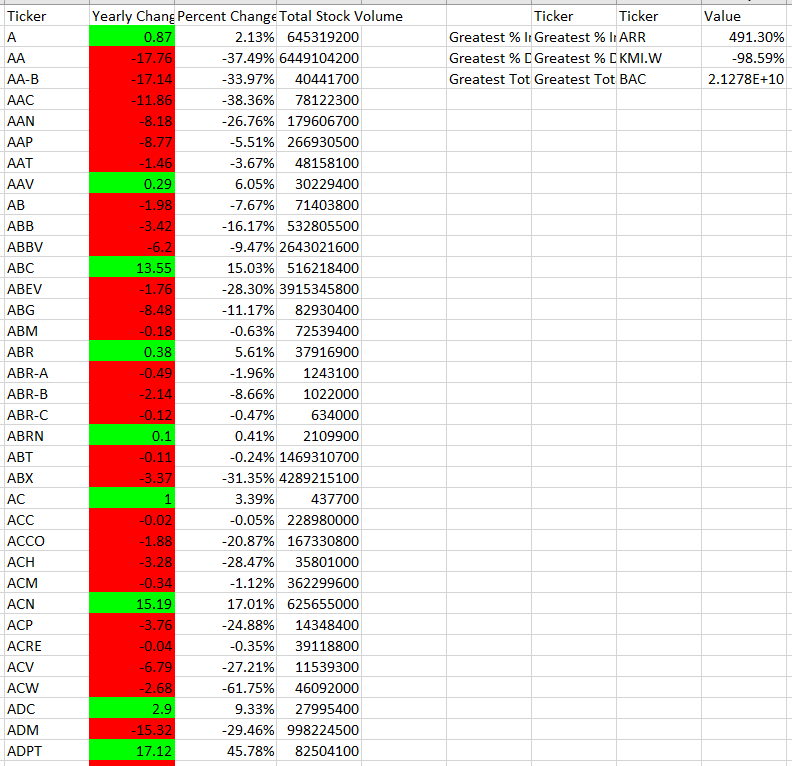 Ticker Yearly Chang Percent Change Total Stock Volume Ticker Ticker Value
A 0.87 2.13% 645319200 Greatest % I Greatest % I ARR 491.30%
AA -17.76 -37.49% 6449104200 Greatest % D Greatest % D KMI.W -98.59%
AA-B -17.14 -33.97% 40441700 Greatest Tot Greatest Tot BAC 2.1278E+10
AAC -11.86 -38.36% 78122300
AAN -8.18 -26.76% 179606700
AAP -8.77 -5.51% 266930500
AAT -1.46 -3.67% 48158100
AAV 0.29 6.05% 30229400
AB -1.98 -7.67% 71403800
ABB -3.42 -16.17% 532805500
ABBV -6.2 -9.47% 2643021600
ABC 13.55 15.03% 516218400
ABEV -1.76 -28.30% 3915345800
ABG -8.48 -11.17% 82930400
ABM -0.18 -0.63% 72539400
ABR 0.38 5.61% 37916900
ABR-A -0.49 -1.96% 1243100
ABR-B -2.14 -8.66% 1022000
ABR-C -0.12 -0.47% 634000
ABRN 0.1 0.41% 2109900
ABT -0.11 -0.24% 1469310700
ABX -3.37 -31.35% 4289215100
AC 1 3.39% 437700
ACC -0.02 -0.05% 228980000
ACCO -1.88 -20.87% 167330800
ACH -3.28 -28.47% 35801000
ACM -0.34 -1.12% 362299600
ACN 15.19 17.01% 625655000
ACP -3.76 -24.88% 14348400
ACRE -0.04 -0.35% 39118800
ACV -6.79 -27.21% 11539300
ACW -2.68 -61.75% 46092000
ADC 2.9 9.33% 27995400
ADM -15.32 -29.46% 998224500
ADPT 17.12 45.78% 82504100